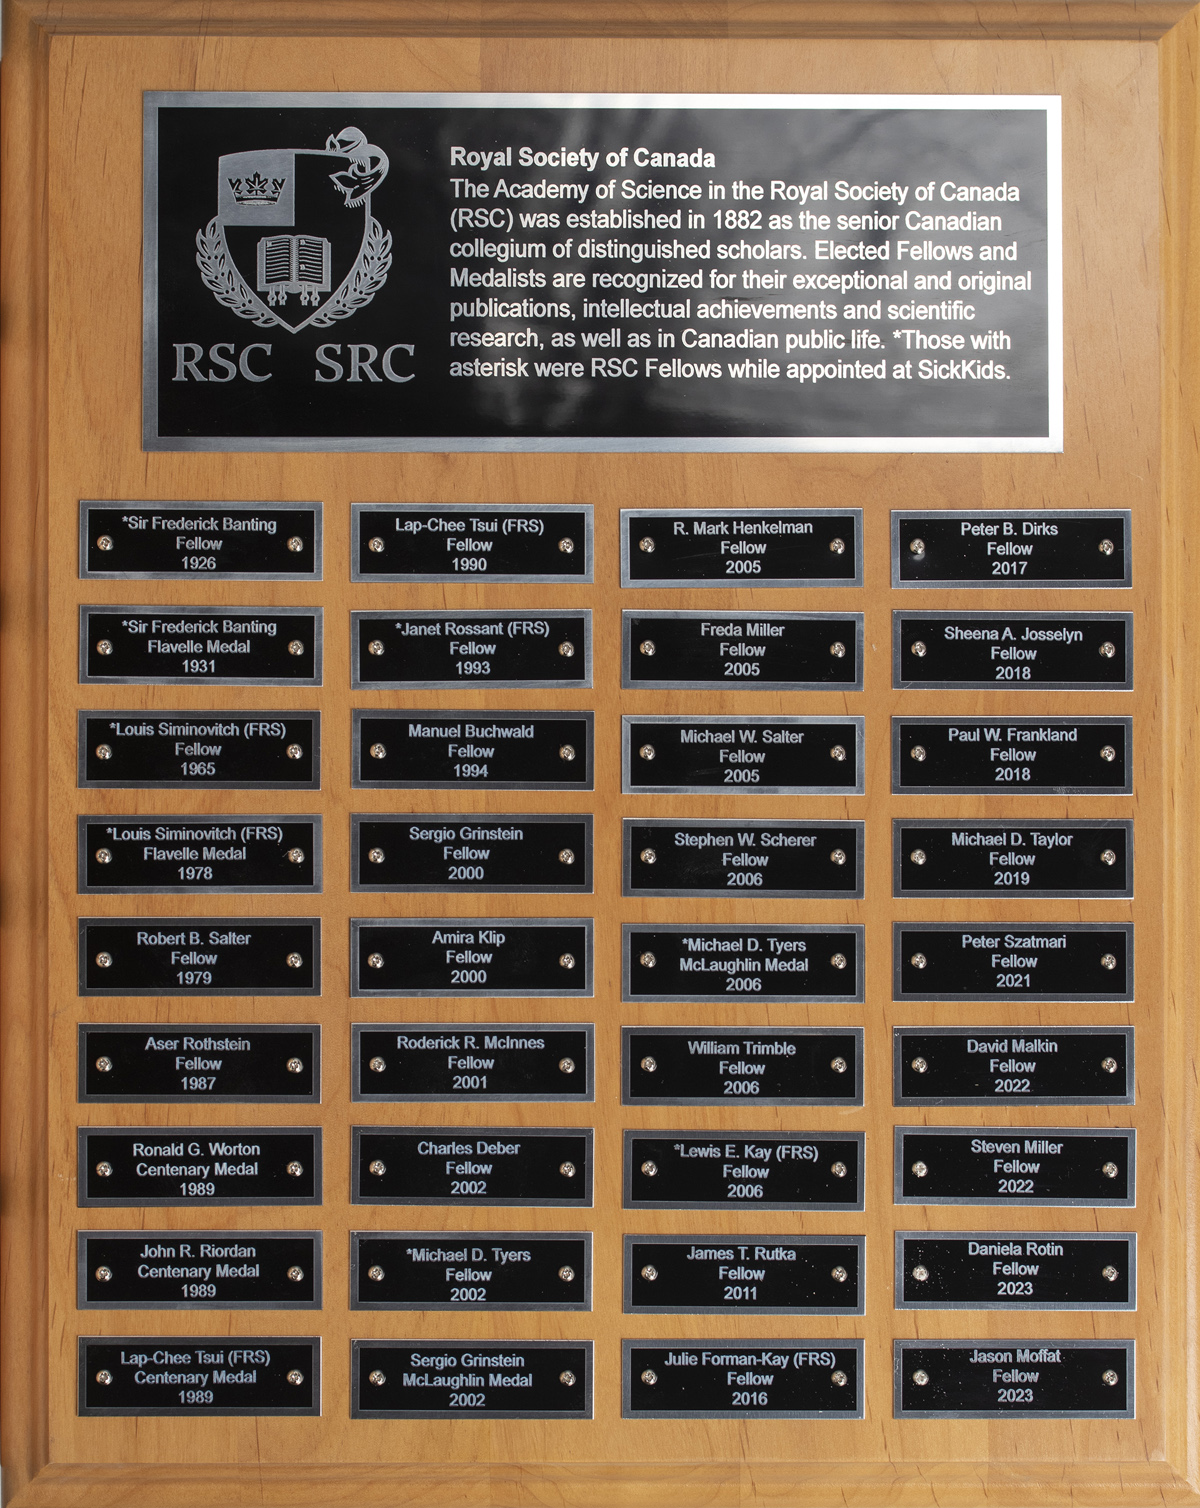 RSC SRC
Royal Society of Canada
The Academy of Science in the Royal Society of Canada
(RSC) was established in 1882 as the senior Canadian
collegium of distinguished scholars. Elected Fellows and
Medalists are recognized for their exceptional and original
publications, intellectual achievements and scientific
research, as well as in Canadian public life. *Those with
asterisk were RSC Fellows while appointed at SickKids.
*Sir Frederick Banting
Fellow
1926
*Sir Frederick Banting
Flavelle Medal
1931
*Louis Siminovitch (FRS)
Fellow
1965
*Louis Siminovitch (FRS)
Flavelle Medal
1978
Robert B. Salter
Fellow
1979
Aser Rothstein
Fellow
1987
Ronald G. Worton
Centenary Medal
1989
John R. Riordan
Centenary Medal
1989
Lap-Chee Tsui (FRS)
Centenary Medal
1989
Lap-Chee Tsui (FRS)
Fellow
1990
*Janet Rossant (FRS)
Fellow
1993
Manuel Buchwald
Fellow
1994
Sergio Grinstein
Fellow
2000
Amira Klip
Fellow
2000
Roderick R. McInnes
Fellow
2001
Charles Deber
Fellow
2002
*Michael D. Tyers
Fellow
2002
Sergio Grinstein
McLaughlin Medal
2002
R. Mark Henkelman
Fellow
2005
Freda Miller
Fellow
2005
Michael W. Salter
Fellow
2005
Stephen W. Scherer
Fellow
2006
*Michael D. Tyers
McLaughlin Medal
2006
William Trimble
Fellow
2006
*Lewis E. Kay (FRS)
Fellow
2006
James T. Rutka
Fellow
2011
Julie Forman-Kay (FRS)
Fellow
2016
Peter B. Dirks
Fellow
2017
Sheena A. Josselyn
Fellow
2018
Paul W. Frankland
Fellow
2018
Michael D. Taylor
Fellow
2019
Peter Szatmari
Fellow
2021
David Malkin
Fellow
2022
Steven Miller
Fellow
2022
Daniela Rotin
Fellow
2023
Jason Moffat
Fellow
2023